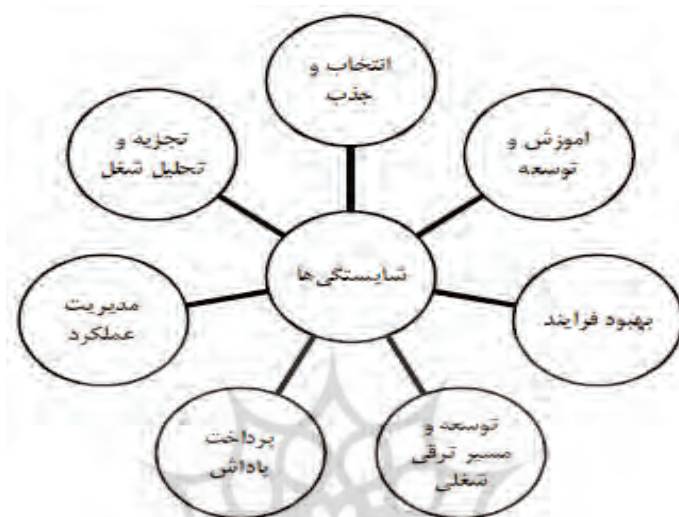 انتخاب و
جذب
اموزش و
توسعه
تجزیه و
تحلیل شغل
شایستگی‌ها
بهبود فرایند
مدیریت
عملکرد
توسعه و
مسیر ترقی
شغلی
پرداخت
پاداش